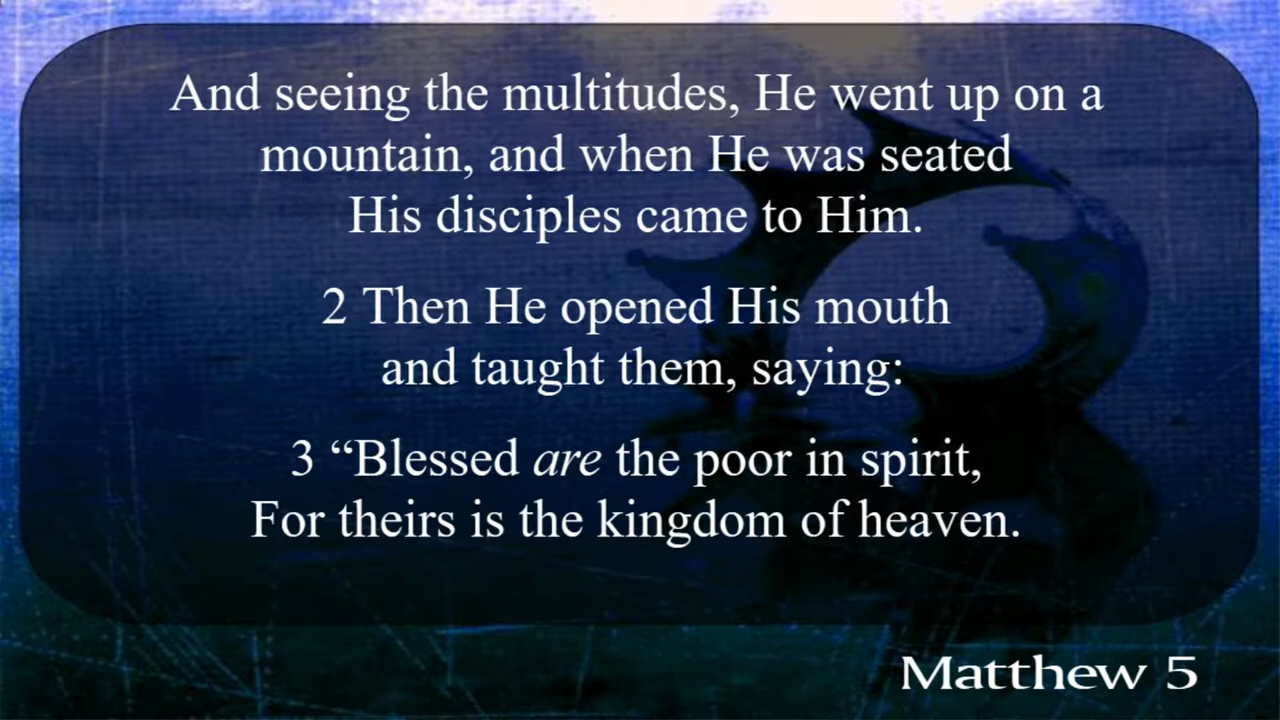 And seeing the multitudes, He went up on a
mountain, and when He was seated
His disciples came to Him.
2 Then He opened His mouth
and taught them, saying:
3 “Blessed are the poor in spirit,
For theirs is the kingdom of heaven.
Matthew 5